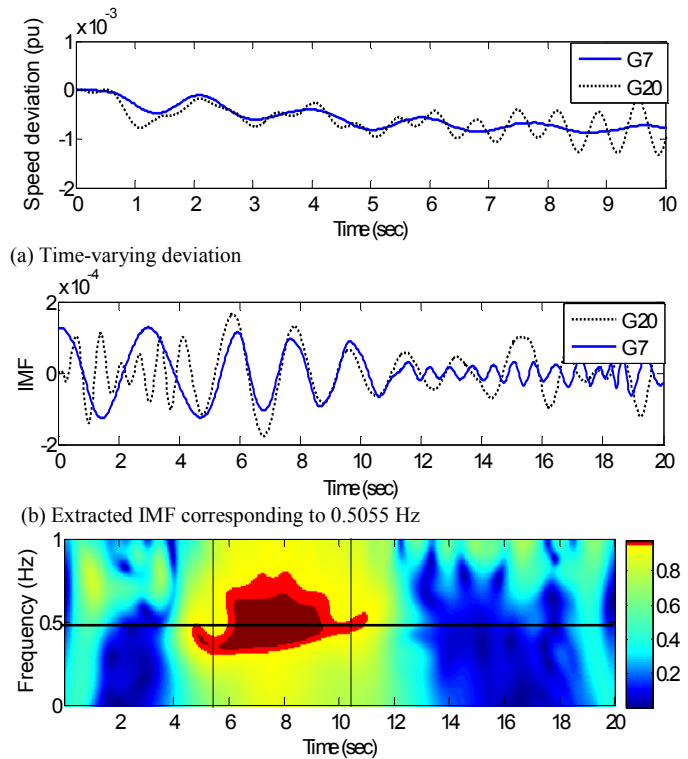 ×10⁻³
1
0
-1
-2
Speed deviation (pu)
G7
G20
0 1 2 3 4 5 6 7 8 9 10
Time (sec)
(a) Time-varying deviation
×10⁻⁴
2
0
-2
IMF
G20
G7
0 2 4 6 8 10 12 14 16 18 20
Time (sec)
(b) Extracted IMF corresponding to 0.5055 Hz
1
0.5
0
Frequency (Hz)
0.8
0.6
0.4
0.2
2 4 6 8 10 12 14 16 18 20
Time (sec)